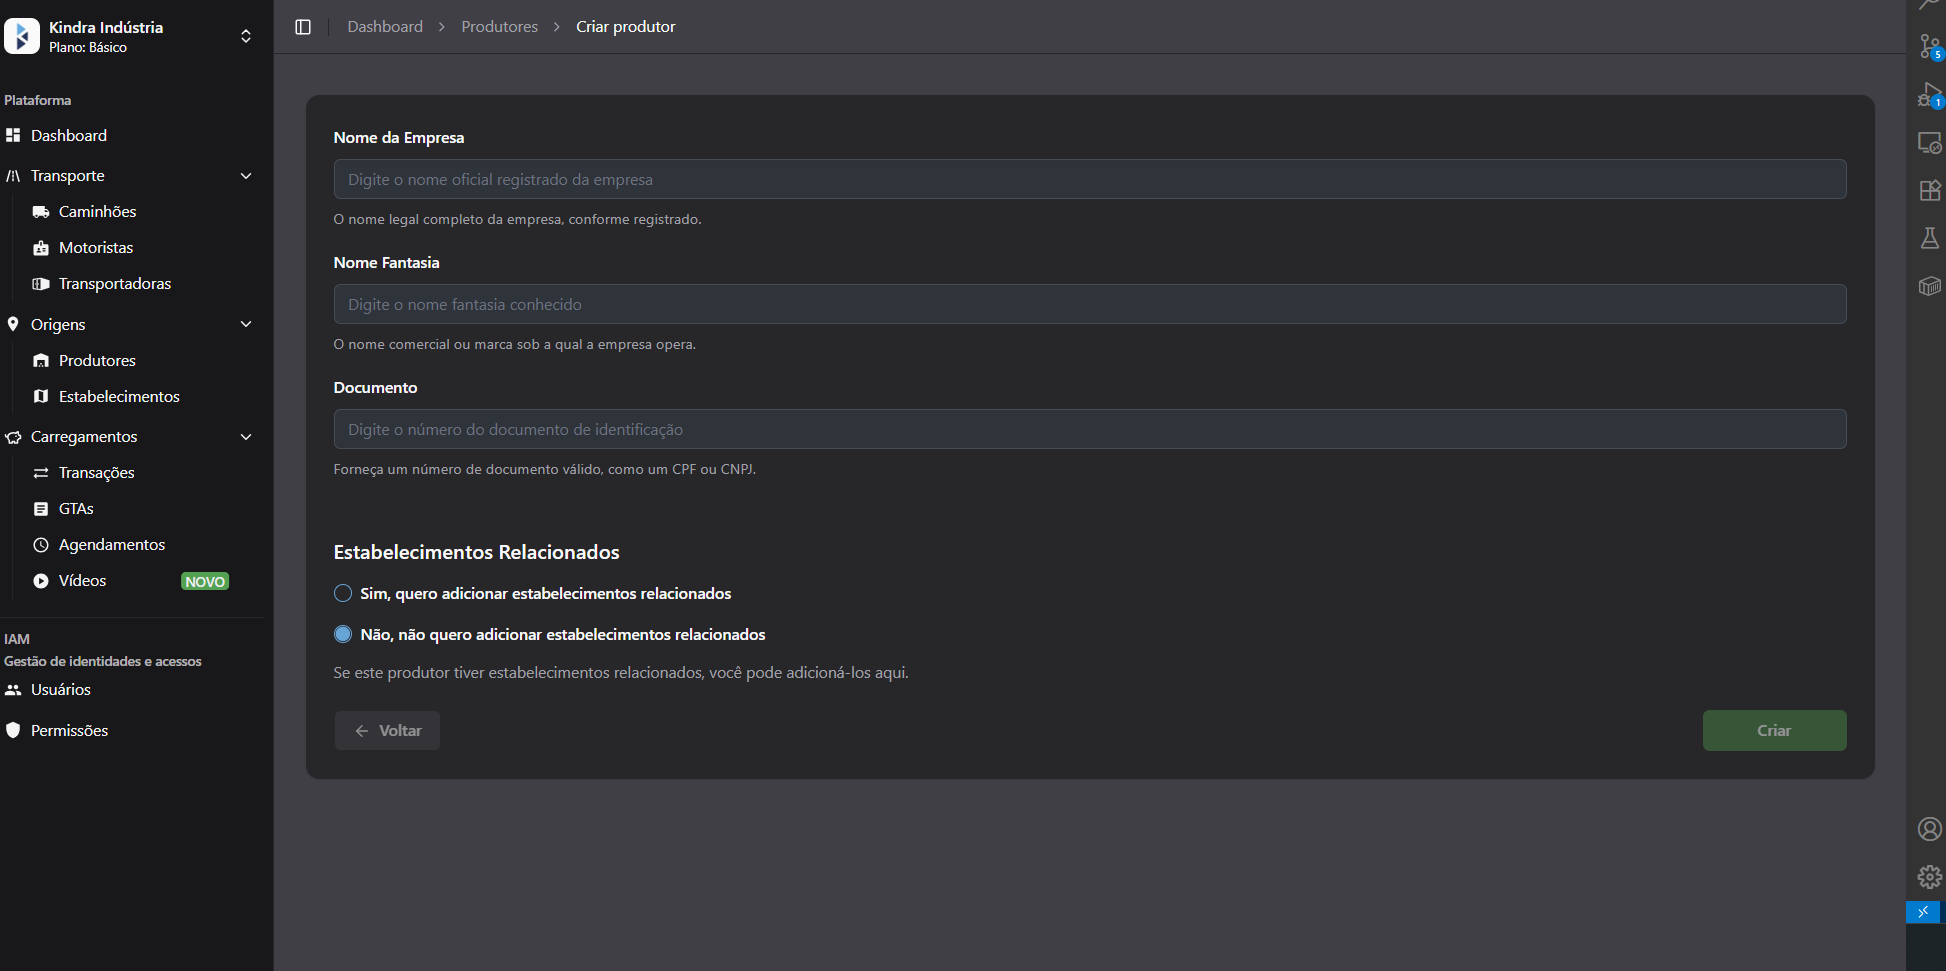 Kindra Indústria
Plano: Básico
Plataforma
Dashboard
Transporte
Caminhões
Motoristas
Transportadoras
Origens
Produtores
Estabelecimentos
Carregamentos
Transações
GTAs
Agendamentos
Vídeos NOVO
IAM
Gestão de identidades e acessos
Usuários
Permissões
Dashboard Produtores Criar produtor
Nome da Empresa
Digite o nome oficial registrado da empresa
O nome legal completo da empresa, conforme registrado.
Nome Fantasia
Digite o nome fantasia conhecido
O nome comercial ou marca sob a qual a empresa opera.
Documento
Digite o número do documento de identificação
Forneça um número de documento válido, como um CPF ou CNPJ.
Estabelecimentos Relacionados
Sim, quero adicionar estabelecimentos relacionados
Não, não quero adicionar estabelecimentos relacionados
Se este produtor tiver estabelecimentos relacionados, você pode adicioná-los aqui.
Voltar
Criar
5
1